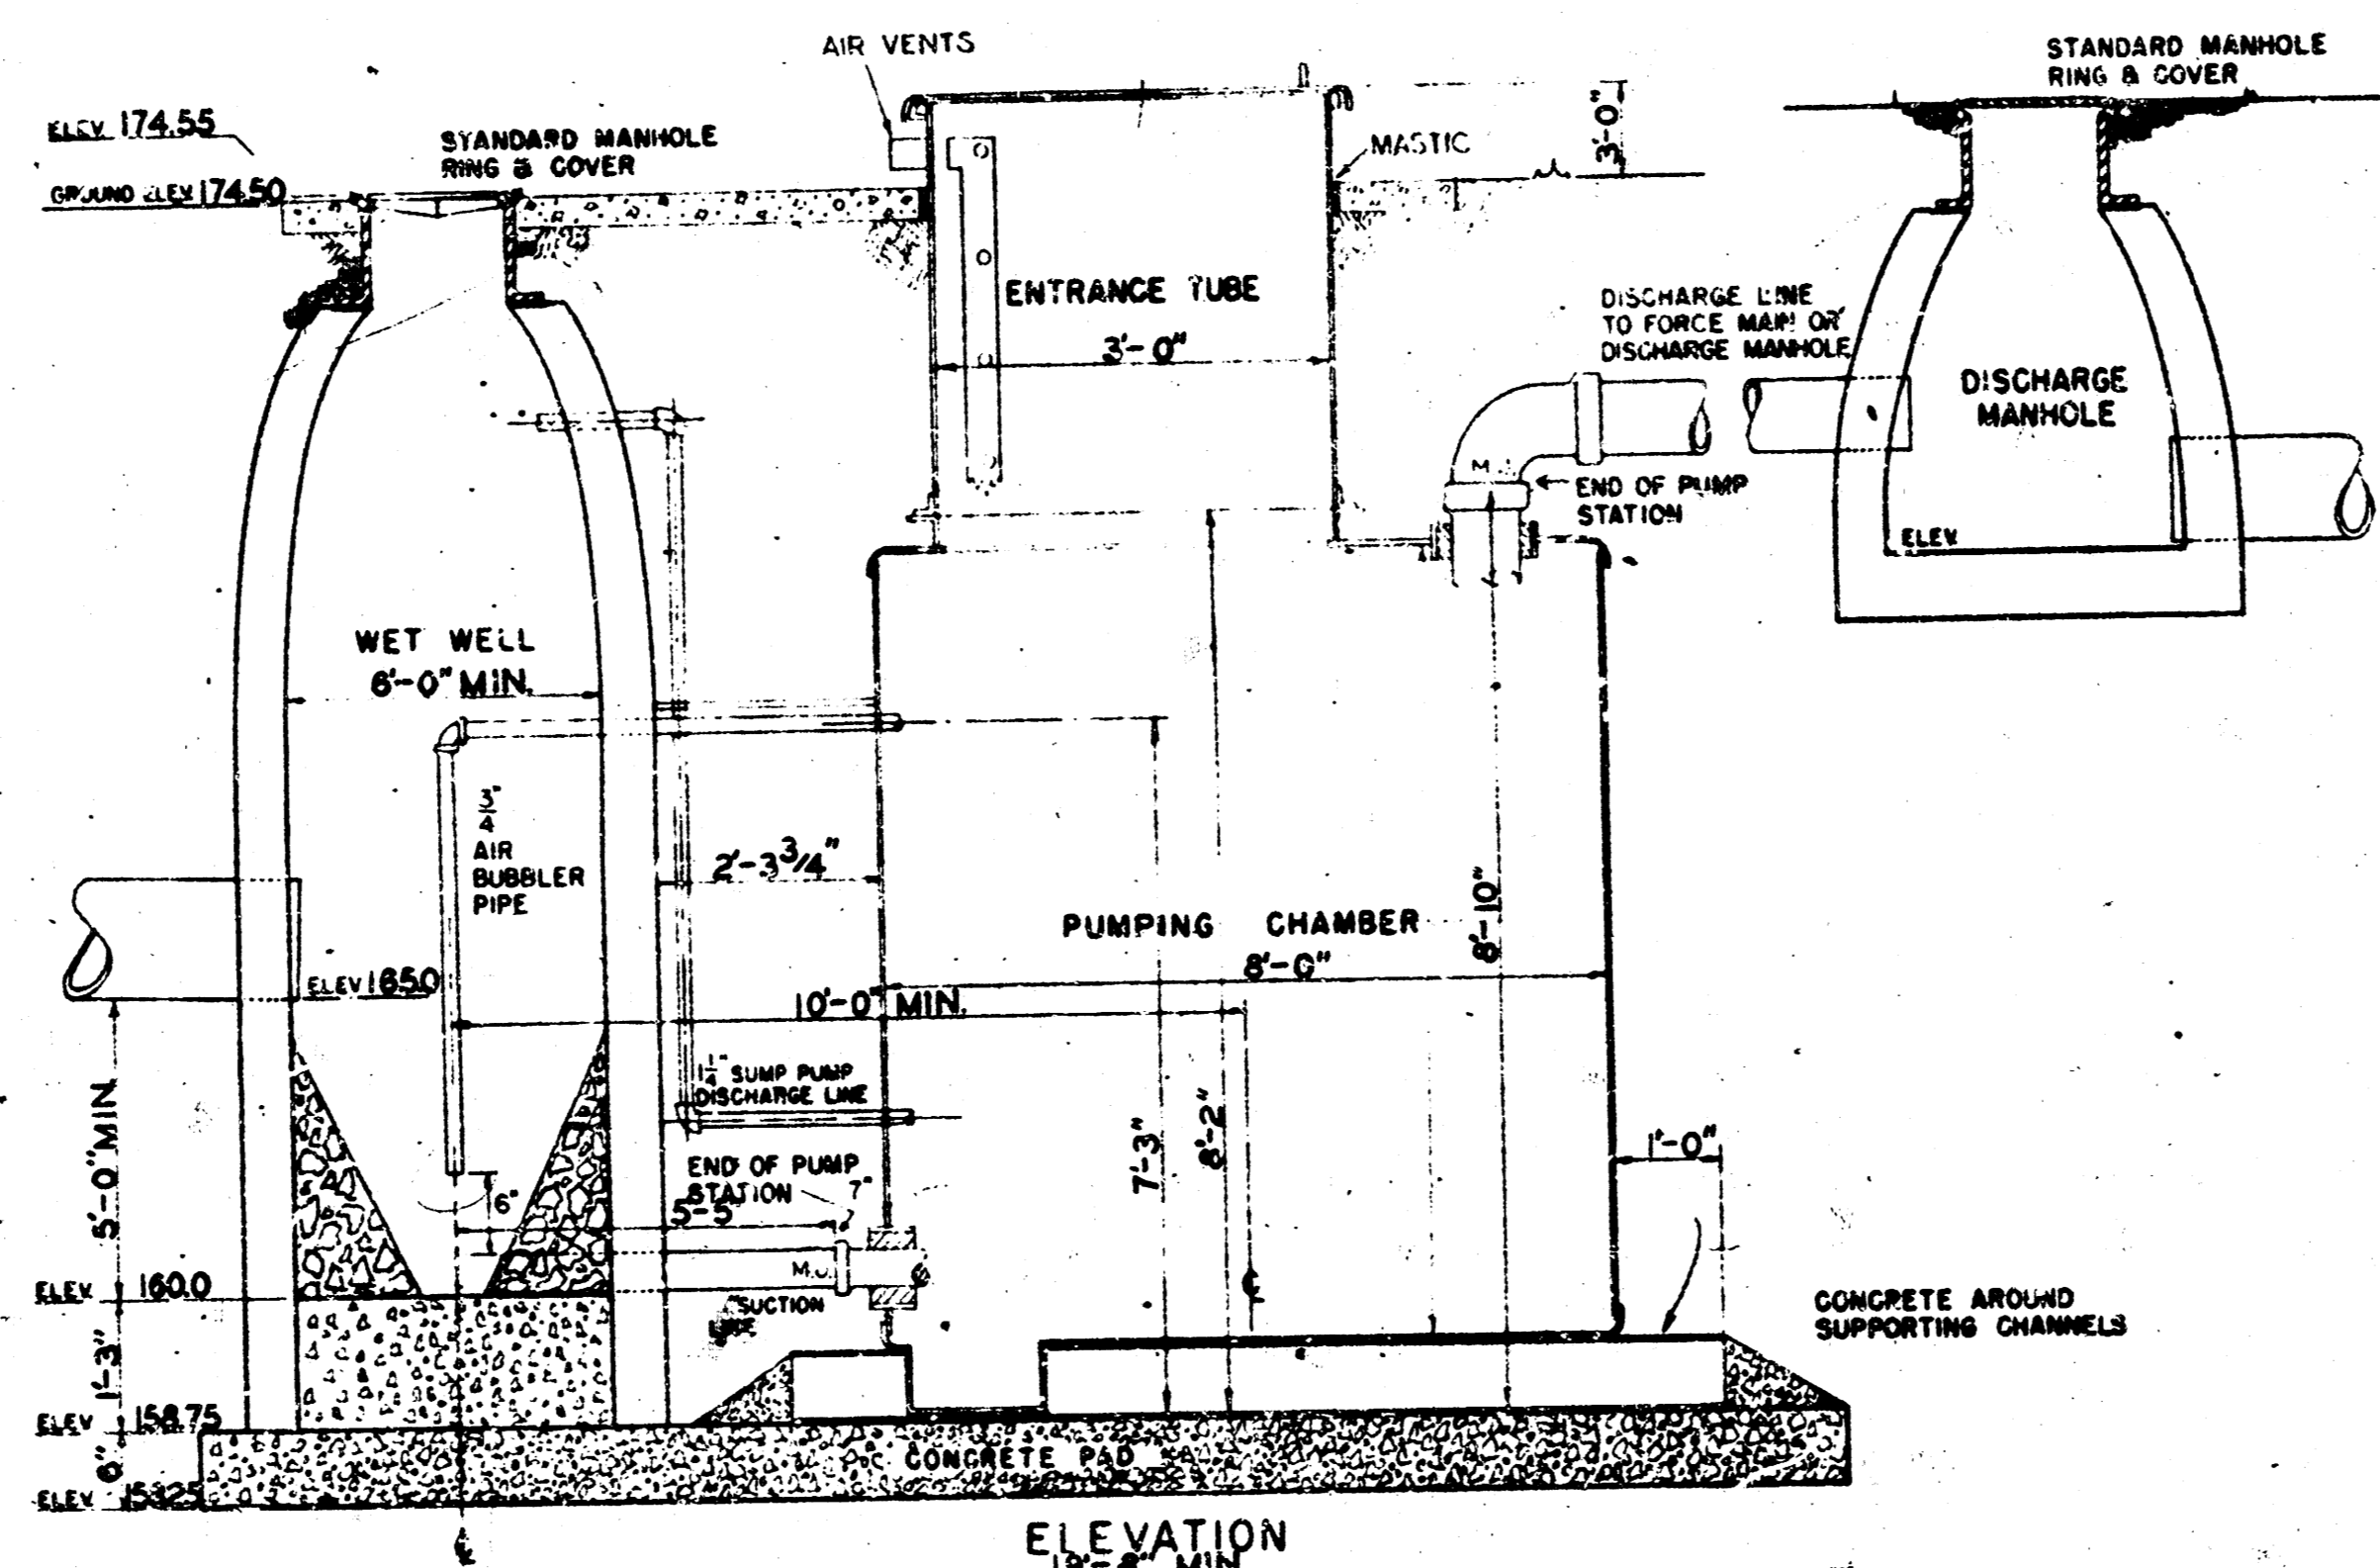 AIR VENTS
STANDARD MANHOLE
RING & COVER
ELEV. 174.55
STANDARD MANHOLE
RING & COVER
GROUND ELEV. 174.50
MASTIC
3'-0"
ENTRANCE TUBE
3'-0"
DISCHARGE LINE
TO FORCE MAIN OR
DISCHARGE MANHOLE
DISCHARGE
MANHOLE
M.J.
END OF PUMP
STATION
ELEV.
WET WELL
6'-0" MIN.
3/4"
AIR
BUBBLER
PIPE
2'-3 3/4"
PUMPING CHAMBER
8'-0"
8'-10"
ELEV 165.0
10'-0" MIN.
1 1/4" SUMP PUMP
DISCHARGE LINE
5'-0" MIN
7'-3"
8'-2"
1'-0"
END OF PUMP
STATION
7"
6"
5-5
M.J.
SUCTION
ELEV. 160.0
CONCRETE AROUND
SUPPORTING CHANNELS
1'-3"
ELEV 158.75
CONCRETE PAD
ELEV
ELEVATION